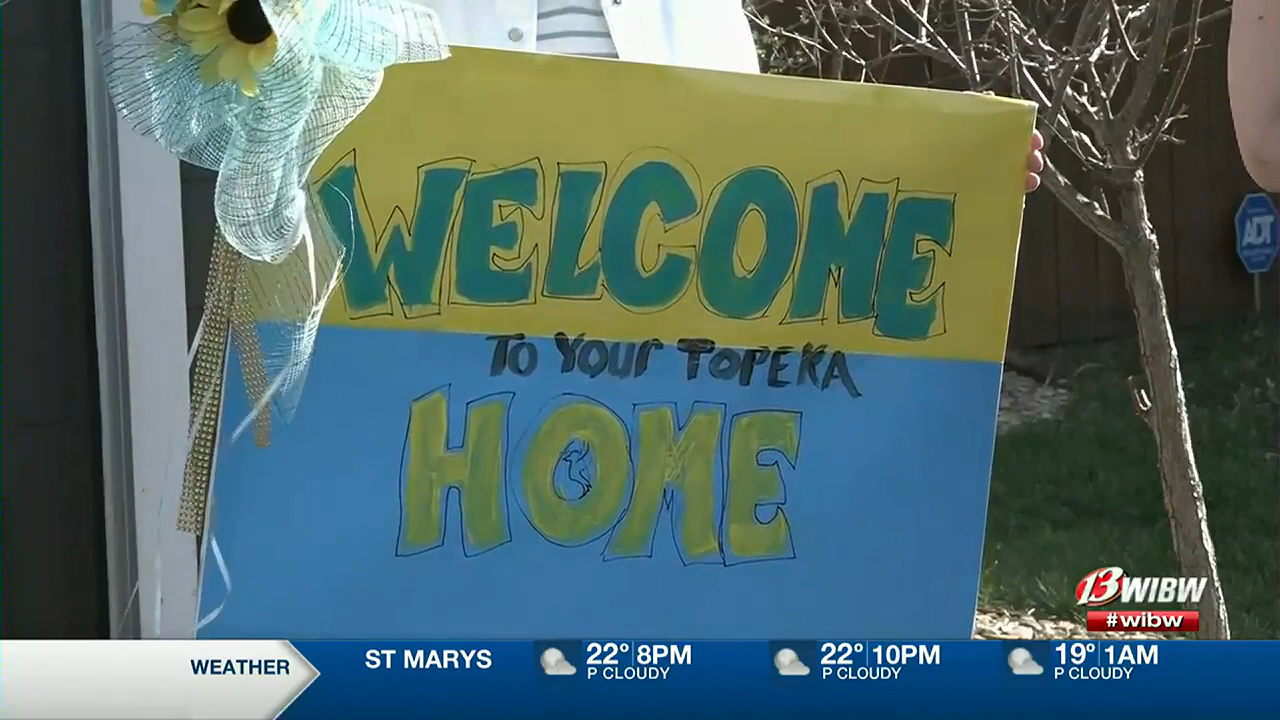 WELCOME
TO YOUR TOPEKA
HOME
ADT
13 WIBW
#wibw
WEATHER
ST MARYS
22° 8PM
P CLOUDY
22° 10PM
P CLOUDY
19° 1AM
P CLOUDY